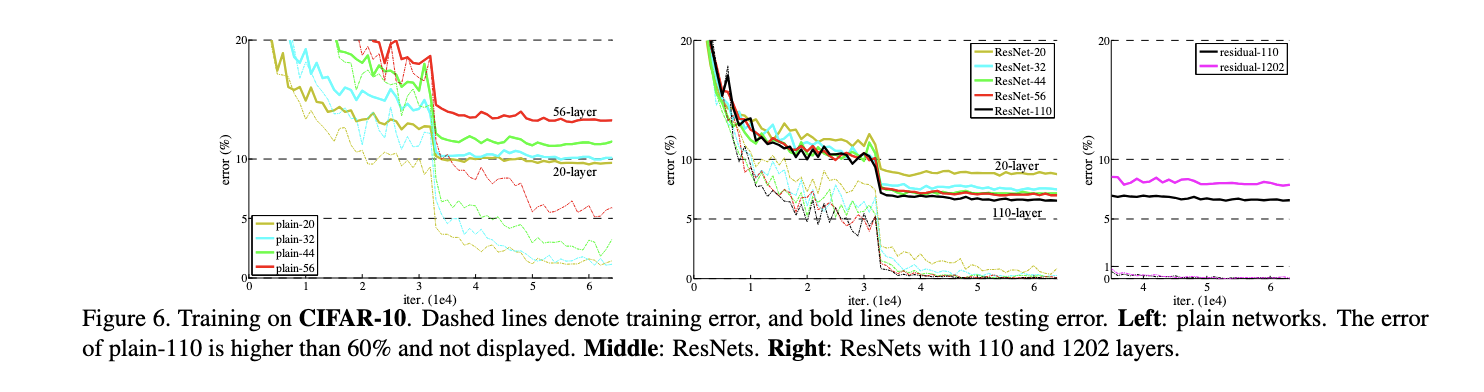 20
10
5
0
error (%)
56-layer
20-layer
plain-20
plain-32
plain-44
plain-56
0 1 2 3 4 5 6
iter. (1e4)
20
10
5
0
error (%)
ResNet-20
ResNet-32
ResNet-44
ResNet-56
ResNet-110
20-layer
110-layer
0 1 2 3 4 5 6
iter. (1e4)
20
10
5
1
0
error (%)
residual-110
residual-1202
4 5 6
iter. (1e4)
Figure 6. Training on CIFAR-10. Dashed lines denote training error, and bold lines denote testing error. Left: plain networks. The error
of plain-110 is higher than 60% and not displayed. Middle: ResNets. Right: ResNets with 110 and 1202 layers.